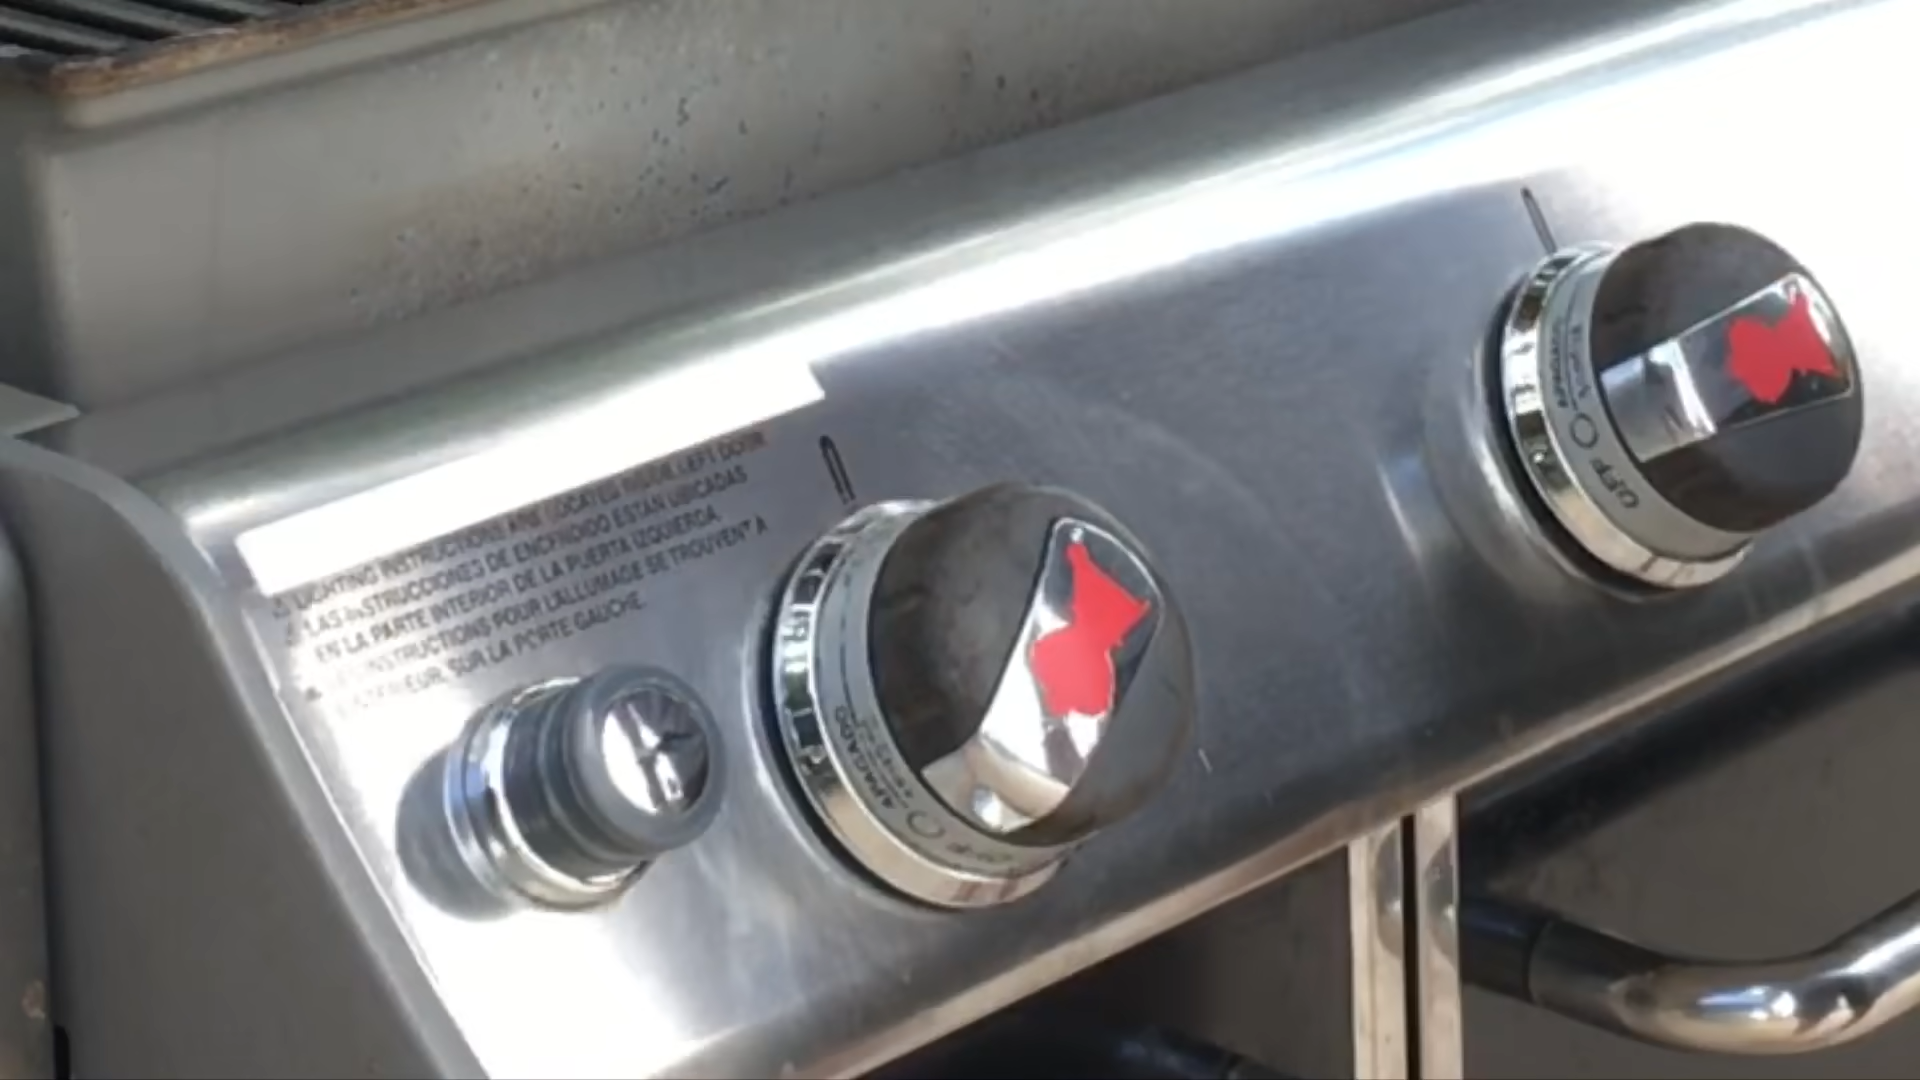 ⚠ LIGHTING INSTRUCTIONS ARE LOCATED INSIDE LEFT DOOR
LAS INSTRUCCIONES DE ENCENDIDO ESTÁN UBICADAS
EN LA PARTE INTERIOR DE LA PUERTA IZQUIERDA.
INSTRUCTIONS POUR L'ALLUMAGE SE TROUVENT À
SUR LA PORTE GAUCHE.
APAGADO
OFF
OFF